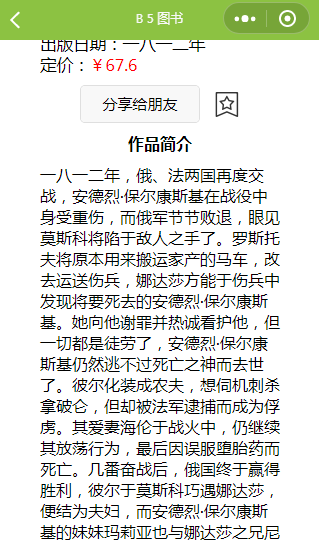 B 5 图书
出版日期：一八一二年
定价：￥67.6
分享给朋友
作品简介
一八一二年，俄、法两国再度交
战，安德烈·保尔康斯基在战役中
身受重伤，而俄军节节败退，眼见
莫斯科将陷于敌人之手了。罗斯托
夫将原本用来搬运家产的马车，改
去运送伤兵，娜达莎方能于伤兵中
发现将要死去的安德烈·保尔康斯
基。她向他谢罪并热诚看护他，但
一切都是徒劳了，安德烈·保尔康
斯基仍然逃不过死亡之神而去世
了。彼尔化装成农夫，想伺机刺杀
拿破仑，但却被法军逮捕而成为俘
虏。其爱妻海伦于战火中，仍继续
其放荡行为，最后因误服堕胎药而
死亡。几番奋战后，俄国终于赢得
胜利，彼尔于莫斯科巧遇娜达莎，
便结为夫妇，而安德烈·保尔康斯
基的妹妹玛莉亚也与娜达莎之兄尼